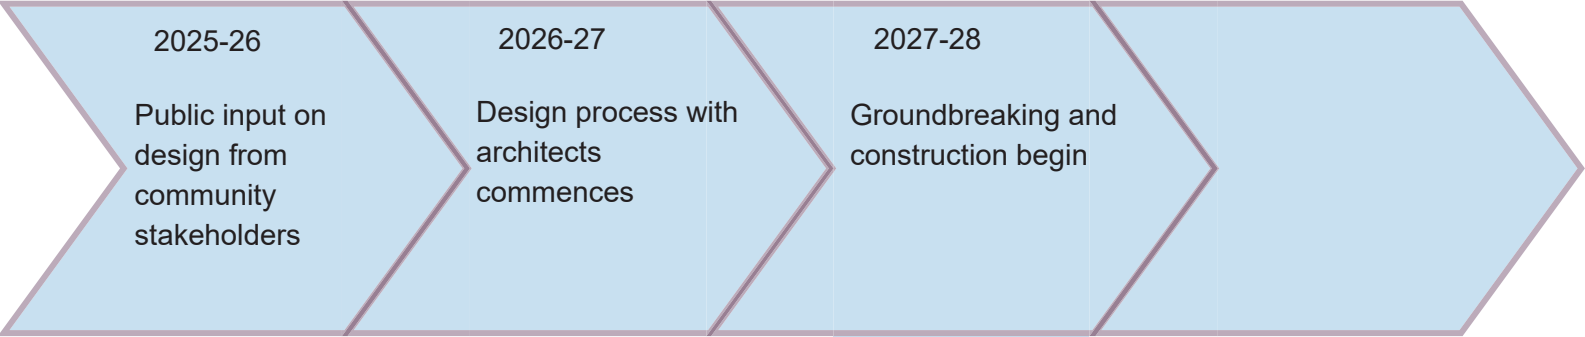 2025-26
Public input on
design from
community
stakeholders
2026-27
Design process with
architects
commences
2027-28
Groundbreaking and
construction begin